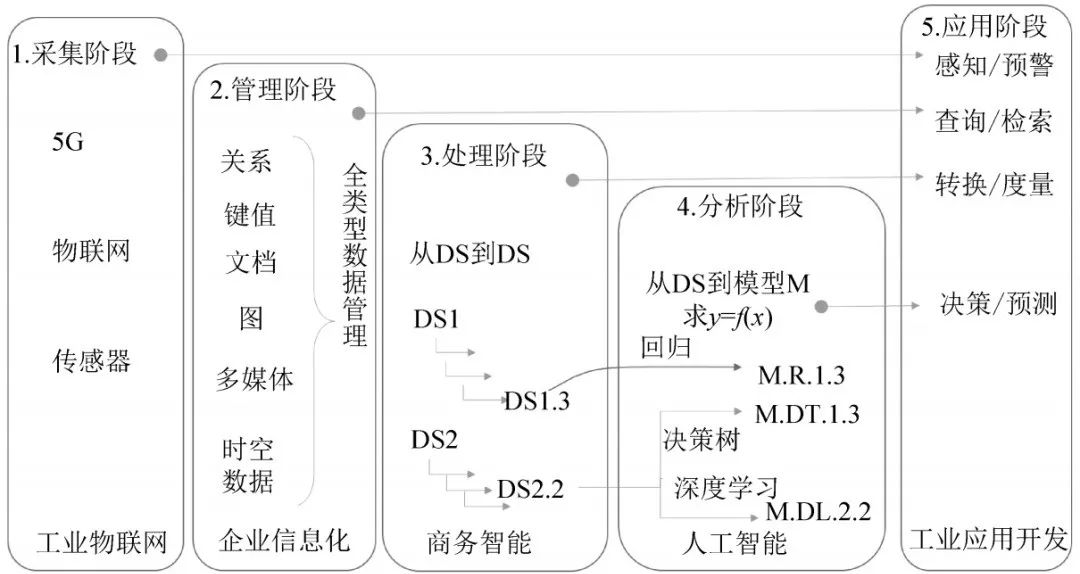 1.采集阶段
5G
物联网
传感器
工业物联网
2.管理阶段
关系
键值
文档
图
多媒体
时空
数据
全类型数据管理
企业信息化
3.处理阶段
从DS到DS
DS1
DS1.3
DS2
DS2.2
商务智能
4.分析阶段
从DS到模型M
求y=f(x)
回归
M.R.1.3
M.DT.1.3
决策树
深度学习
M.DL.2.2
人工智能
5.应用阶段
感知/预警
查询/检索
转换/度量
决策/预测
工业应用开发